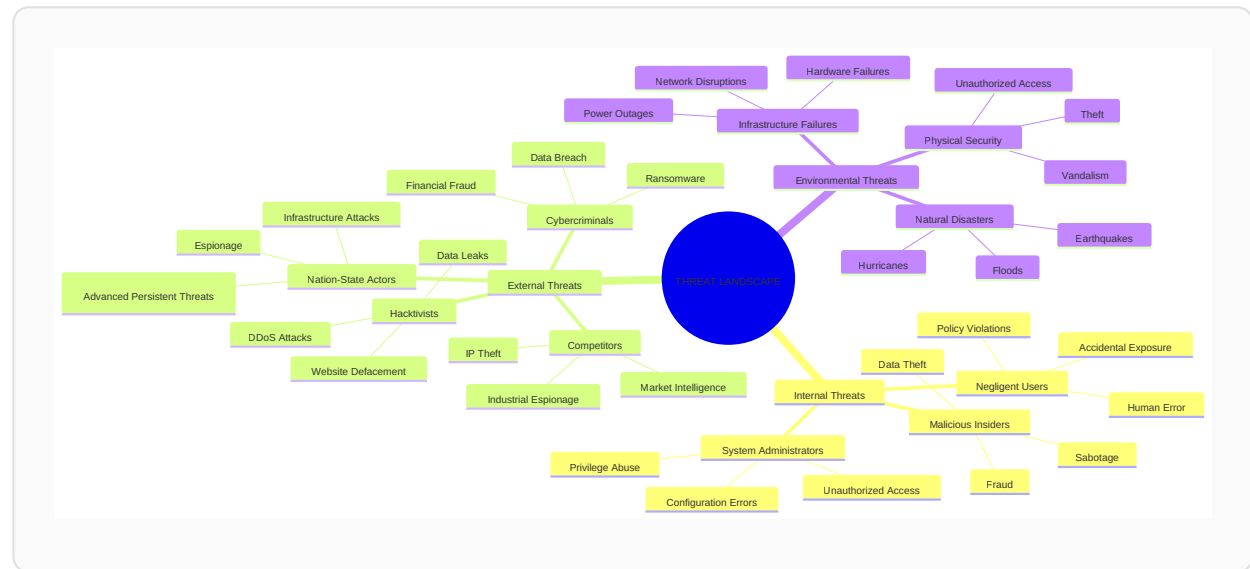 THREAT LANDSCAPE
External Threats
Cybercriminals
Financial Fraud
Data Breach
Ransomware
Nation-State Actors
Infrastructure Attacks
Espionage
Advanced Persistent Threats
Hacktivists
Data Leaks
DDoS Attacks
Website Defacement
Competitors
IP Theft
Industrial Espionage
Market Intelligence
Environmental Threats
Infrastructure Failures
Network Disruptions
Hardware Failures
Power Outages
Physical Security
Unauthorized Access
Theft
Vandalism
Natural Disasters
Hurricanes
Floods
Earthquakes
Internal Threats
Negligent Users
Policy Violations
Accidental Exposure
Human Error
Malicious Insiders
Data Theft
Sabotage
Fraud
System Administrators
Privilege Abuse
Configuration Errors
Unauthorized Access